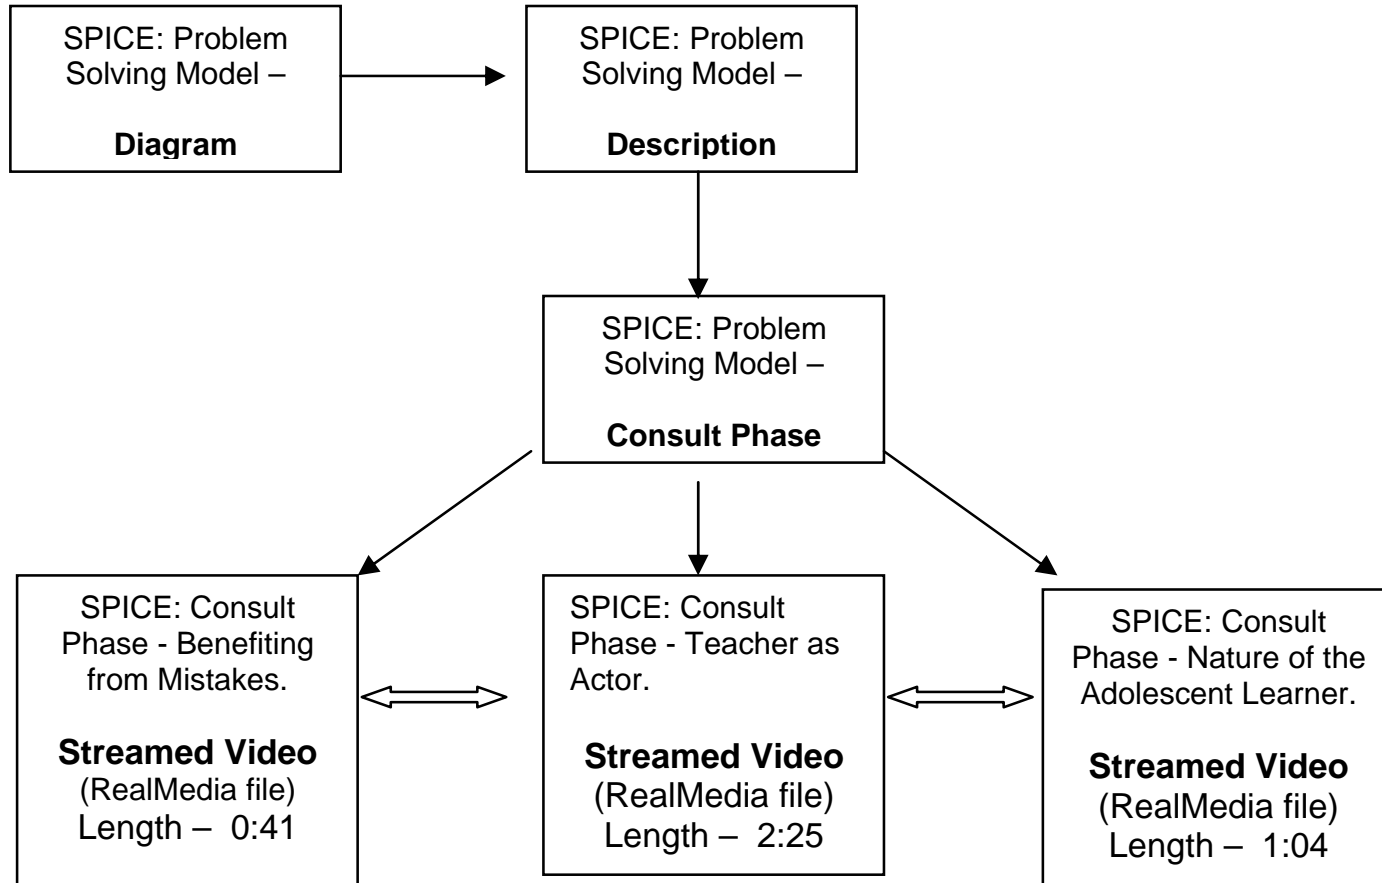 SPICE: Problem
Solving Model –
Diagram
SPICE: Problem
Solving Model –
Description
SPICE: Problem
Solving Model –
Consult Phase
SPICE: Consult
Phase - Benefiting
from Mistakes.
Streamed Video
(RealMedia file)
Length –  0:41
SPICE: Consult
Phase - Teacher as
Actor.
Streamed Video
(RealMedia file)
Length –  2:25
SPICE: Consult
Phase - Nature of the
Adolescent Learner.
Streamed Video
(RealMedia file)
Length –  1:04